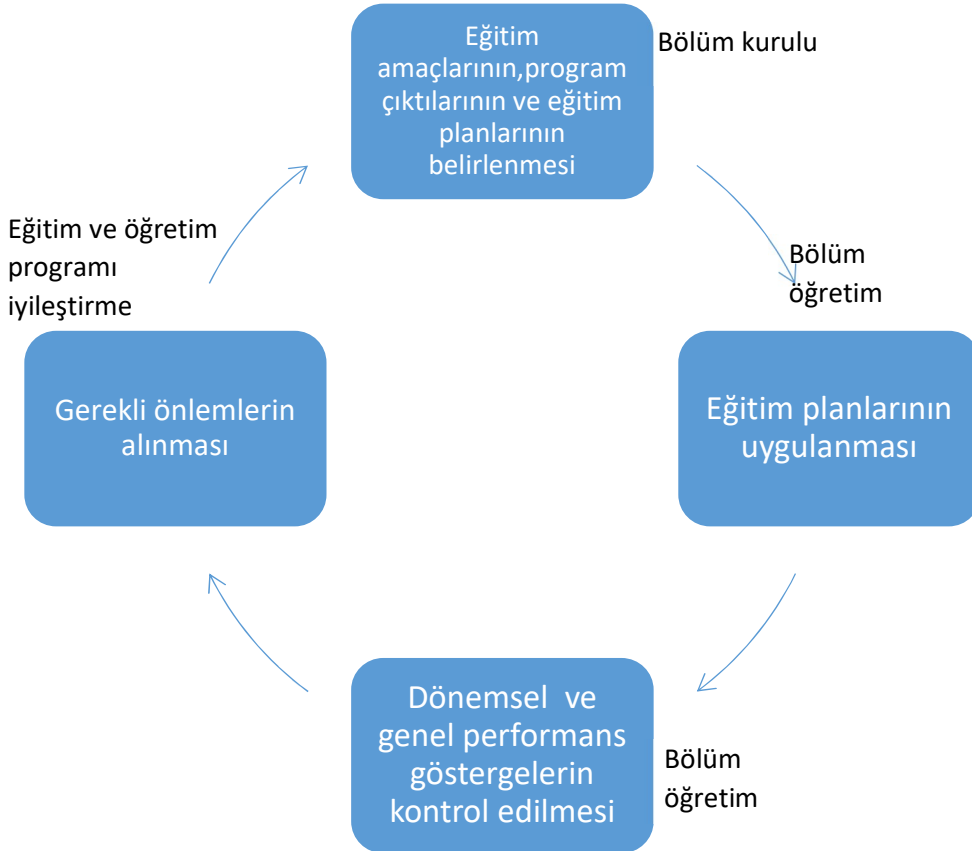 Eğitim
amaçlarının,program
çıktılarının ve eğitim
planlarının
belirlenmesi
Bölüm kurulu
Eğitim ve öğretim
programı
iyileştirme
Bölüm
öğretim
Gerekli önlemlerin
alınması
Eğitim planlarının
uygulanması
Dönemsel ve
genel performans
göstergelerin
kontrol edilmesi
Bölüm
öğretim